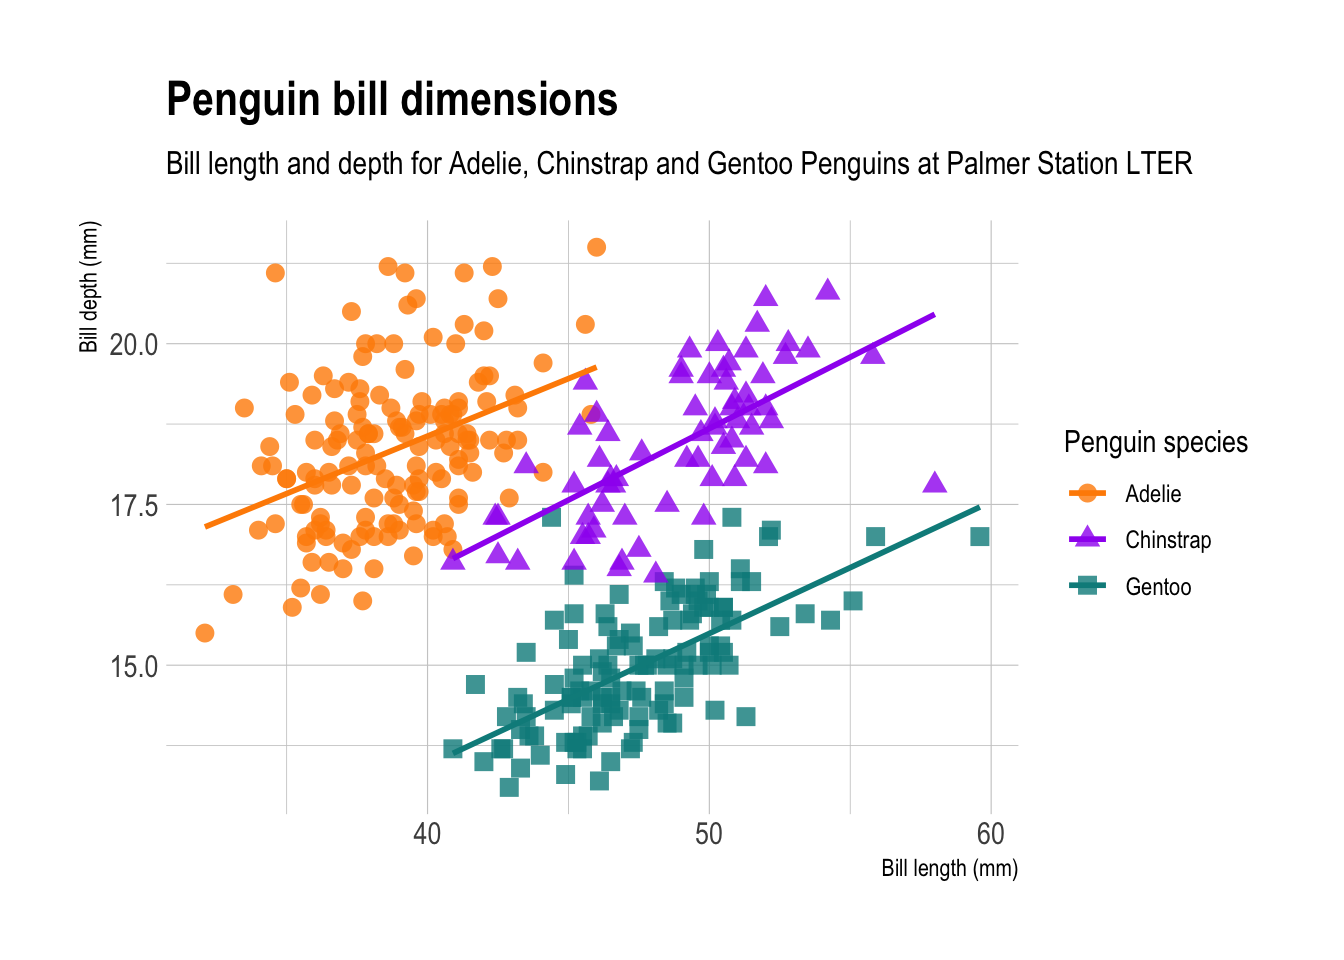 Penguin bill dimensions
Bill length and depth for Adelie, Chinstrap and Gentoo Penguins at Palmer Station LTER
Bill depth (mm)
20.0
17.5
15.0
40
50
60
Bill length (mm)
Penguin species
Adelie
Chinstrap
Gentoo